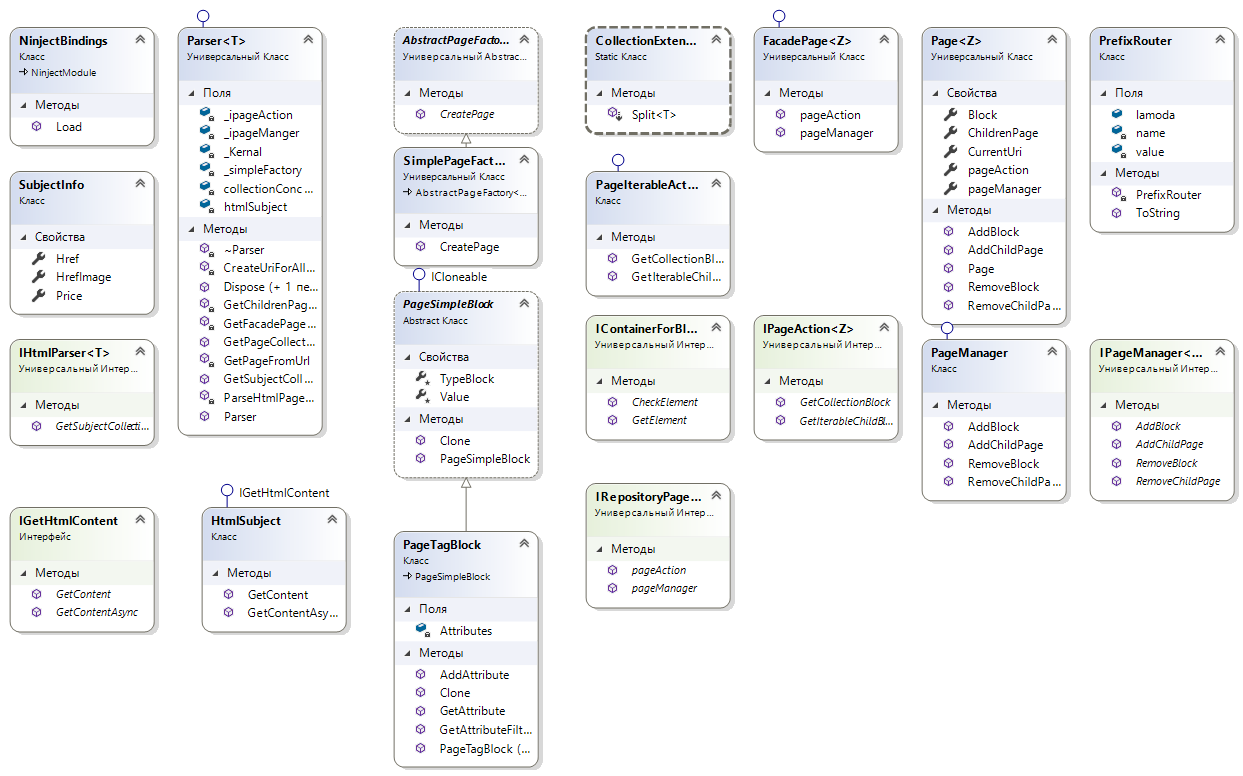 NinjectBindings
Класс
NinjectModule
Методы
Load
SubjectInfo
Класс
Свойства
Href
HrefImage
Price
IHtmlParser<T>
Универсальный Интер...
Методы
GetSubjectCollecti...
IGetHtmlContent
Интерфейс
Методы
GetContent
GetContentAsync
Parser<T>
Универсальный Класс
Поля
_ipageAction
_ipageManger
_Kernal
_simpleFactory
collectionConc ...
htmlSubject
Методы
~Parser
CreateUriForAll...
Dispose (+ 1 пе...
GetChildrenPag...
GetFacadePage...
GetPageCollect...
GetPageFromUrl
GetSubjectColl ...
ParseHtmlPage...
Parser
IGetHtmlContent
HtmlSubject
Класс
Методы
GetContent
GetContentAsy...
AbstractPageFacto...
Универсальный Abstrac...
Методы
CreatePage
SimplePageFact...
Универсальный Класс
AbstractPageFactory<...
Методы
CreatePage
ICloneable
PageSimpleBlock
Abstract Класс
Свойства
TypeBlock
Value
Методы
Clone
PageSimpleBlock
PageTagBlock
Класс
PageSimpleBlock
Поля
Attributes
Методы
AddAttribute
Clone
GetAttribute
GetAttributeFilt...
PageTagBlock (...
CollectionExten...
Static Класс
Методы
Split<T>
PageIterableAct...
Класс
Методы
GetCollectionBl...
GetIterableChil...
IContainerForBl...
Универсальный Интер...
Методы
CheckElement
GetElement
IRepositoryPage...
Универсальный Интер...
Методы
pageAction
pageManager
FacadePage<Z>
Универсальный Класс
Методы
pageAction
pageManager
IPageAction<Z>
Универсальный Интер...
Методы
GetCollectionBlock
GetIterableChildBl...
Page<Z>
Универсальный Класс
Свойства
Block
ChildrenPage
CurrentUri
pageAction
pageManager
Методы
AddBlock
AddChildPage
Page
RemoveBlock
RemoveChildPa...
PageManager
Класс
Методы
AddBlock
AddChildPage
RemoveBlock
RemoveChildPa...
PrefixRouter
Класс
Поля
lamoda
name
value
Методы
PrefixRouter
ToString
IPageManager<...
Универсальный Интер...
Методы
AddBlock
AddChildPage
RemoveBlock
RemoveChildPage